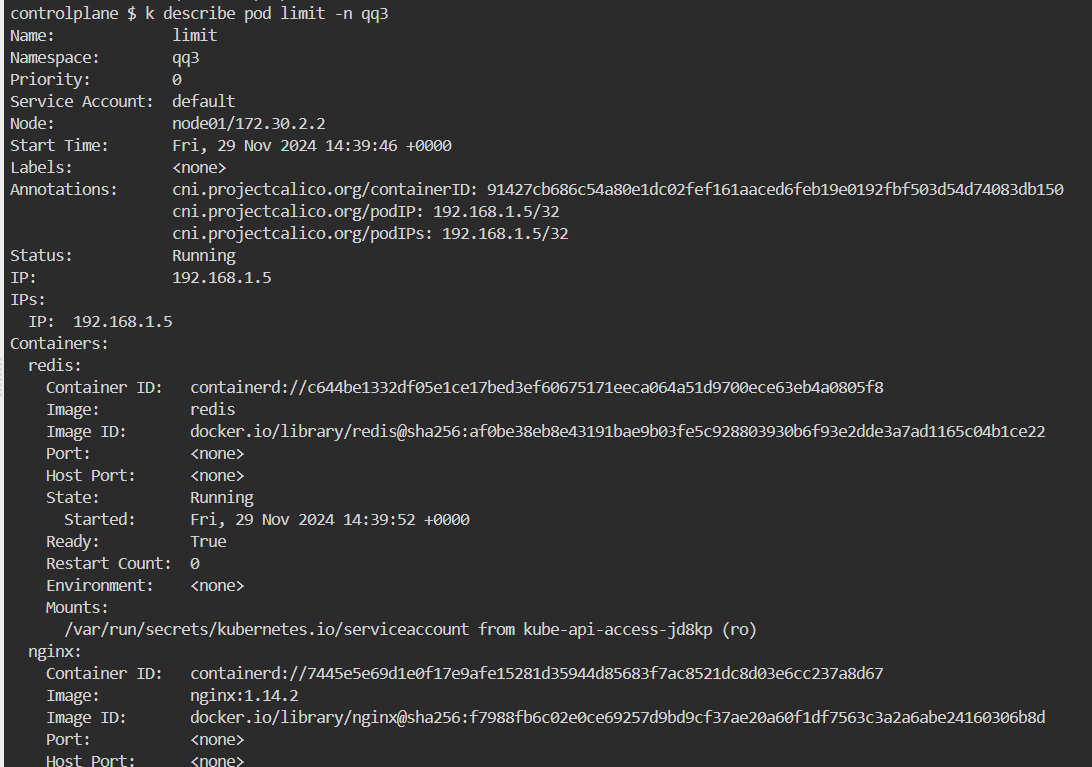 controlplane $ k describe pod limit -n qq3
Name:             limit
Namespace:        qq3
Priority:         0
Service Account:  default
Node:             node01/172.30.2.2
Start Time:       Fri, 29 Nov 2024 14:39:46 +0000
Labels:           <none>
Annotations:      cni.projectcalico.org/containerID: 91427cb686c54a80e1dc02fef161aaced6feb19e0192fbf503d54d74083db150
                  cni.projectcalico.org/podIP: 192.168.1.5/32
                  cni.projectcalico.org/podIPs: 192.168.1.5/32
Status:           Running
IP:               192.168.1.5
IPs:
  IP:  192.168.1.5
Containers:
  redis:
    Container ID:   containerd://c644be1332df05e1ce17bed3ef60675171eeca064a51d9700ece63eb4a0805f8
    Image:          redis
    Image ID:       docker.io/library/redis@sha256:af0be38eb8e43191bae9b03fe5c928803930b6f93e2dde3a7ad1165c04b1ce22
    Port:           <none>
    Host Port:      <none>
    State:          Running
      Started:      Fri, 29 Nov 2024 14:39:52 +0000
    Ready:          True
    Restart Count:  0
    Environment:    <none>
    Mounts:
      /var/run/secrets/kubernetes.io/serviceaccount from kube-api-access-jd8kp (ro)
  nginx:
    Container ID:   containerd://7445e5e69d1e0f17e9afe15281d35944d85683f7ac8521dc8d03e6cc237a8d67
    Image:          nginx:1.14.2
    Image ID:       docker.io/library/nginx@sha256:f7988fb6c02e0ce69257d9bd9cf37ae20a60f1df7563c3a2a6abe24160306b8d
    Port:           <none>
    Host Port:      <none>